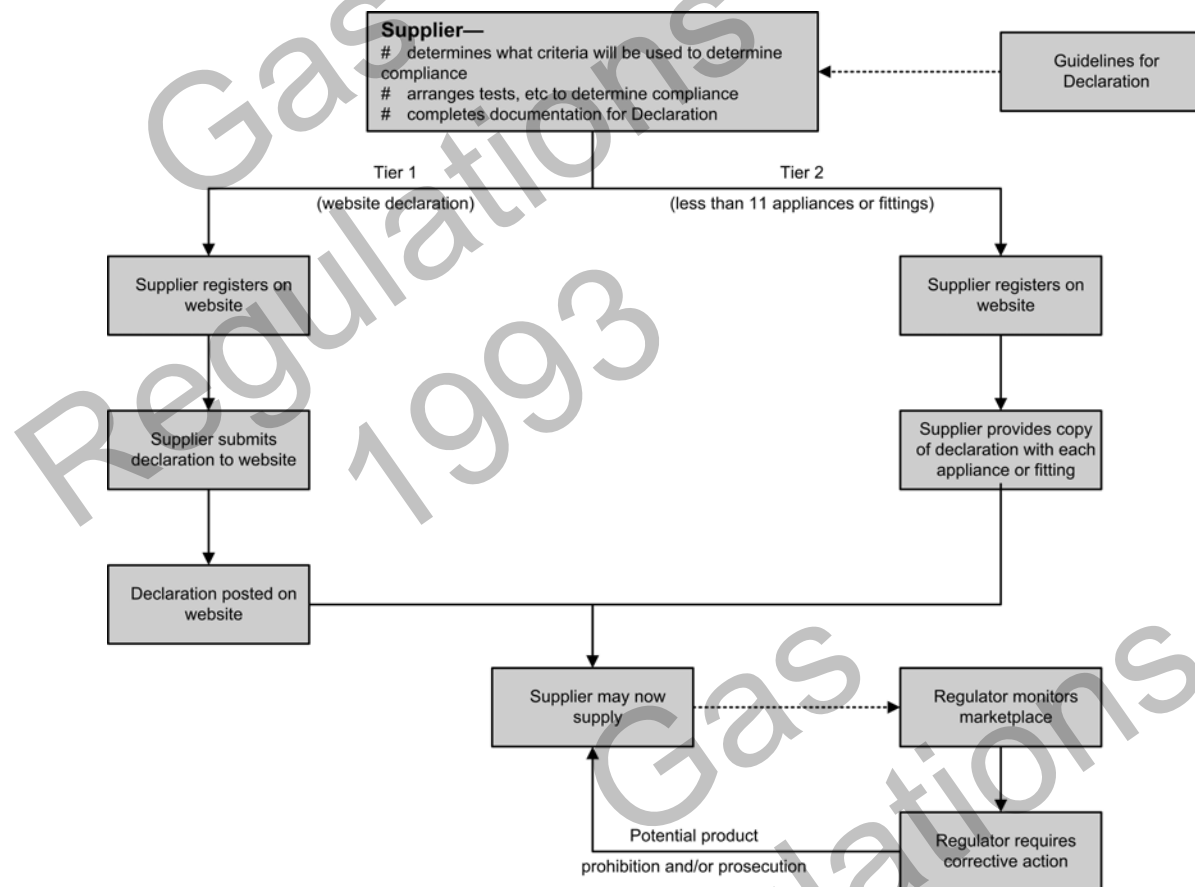 Supplier—
# determines what criteria will be used to determine
compliance
# arranges tests, etc to determine compliance
# completes documentation for Declaration
Guidelines for
Declaration
Tier 1
(website declaration)
Tier 2
(less than 11 appliances or fittings)
Supplier registers on
website
Supplier registers on
website
Supplier submits
declaration to website
Supplier provides copy
of declaration with each
appliance or fitting
Declaration posted on
website
Supplier may now
supply
Regulator monitors
marketplace
Potential product
prohibition and/or prosecution
Regulator requires
corrective action
Gas
Regulations
1993
Gas